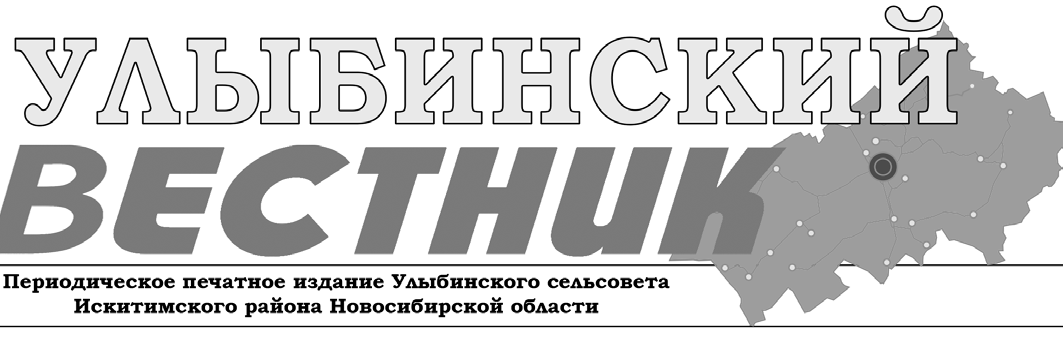 УЛЫБИНСКИЙ
ВЕСТНИК
Периодическое печатное издание Улыбинского сельсовета
Искитимского района Новосибирской области